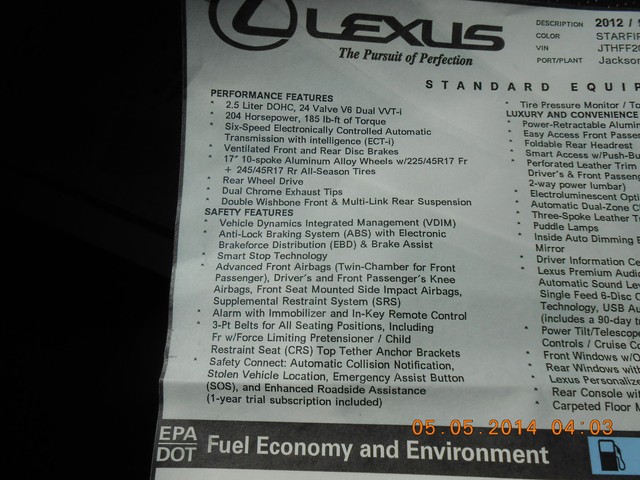 LEXUS
The Pursuit of Perfection
DESCRIPTION 2012 /
COLOR STARFIR
VIN JTHFF2C
PORT/PLANT Jackson
STANDARD EQUIP
PERFORMANCE FEATURES
* 2.5 Liter DOHC, 24 Valve V6 Dual VVT-i
* 204 Horsepower, 185 lb-ft of Torque
* Six-Speed Electronically Controlled Automatic
Transmission with intelligence (ECT-i)
* Ventilated Front and Rear Disc Brakes
* 17" 10-spoke Aluminum Alloy Wheels w/225/45R17 Fr
+ 245/45R17 Rr All-Season Tires
* Rear Wheel Drive
* Dual Chrome Exhaust Tips
* Double Wishbone Front & Multi-Link Rear Suspension
SAFETY FEATURES
* Vehicle Dynamics Integrated Management (VDIM)
* Anti-Lock Braking System (ABS) with Electronic
Brakeforce Distribution (EBD) & Brake Assist
* Smart Stop Technology
* Advanced Front Airbags (Twin-Chamber for Front
Passenger), Driver's and Front Passenger's Knee
Airbags, Front Seat Mounted Side Impact Airbags,
Supplemental Restraint System (SRS)
* Alarm with Immobilizer and In-Key Remote Control
* 3-Pt Belts for All Seating Positions, Including
Fr w/Force Limiting Pretensioner / Child
Restraint Seat (CRS) Top Tether Anchor Brackets
* Safety Connect: Automatic Collision Notification,
Stolen Vehicle Location, Emergency Assist Button
(SOS), and Enhanced Roadside Assistance
(1-year trial subscription included)
* Tire Pressure Monitor / To
LUXURY AND CONVENIENCE
* Power-Retractable Alumin
* Easy Access Front Passen
* Foldable Rear Headrest
* Smart Access w/Push-Bu
* Perforated Leather Trim
Driver's & Front Passeng
2-way power lumbar)
* Electroluminescent Opti
* Automatic Dual-Zone C
* Three-Spoke Leather T
* Puddle Lamps
* Inside Auto Dimming
Mirror
* Driver Information Ce
* Lexus Premium Audi
Automatic Sound Lev
Single Feed 6-Disc C
Technology, USB Au
(includes a 90-day tr
* Power Tilt/Telescope
Controls / Cruise Co
* Front Windows w/O
* Rear Windows with
* Lexus Personaliz
* Rear Console wi
* Carpeted Floor M
05.05.2014 04:03
EPA
DOT
Fuel Economy and Environment